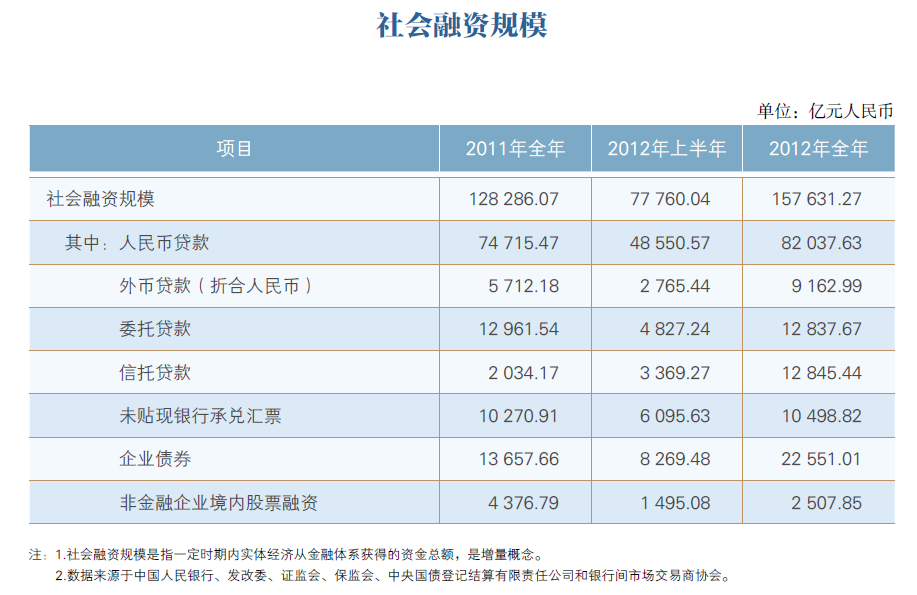 社会融资规模
单位：亿元人民币
项目 2011年全年 2012年上半年 2012年全年
社会融资规模 128 286.07 77 760.04 157 631.27
其中：人民币贷款 74 715.47 48 550.57 82 037.63
外币贷款（折合人民币） 5 712.18 2 765.44 9 162.99
委托贷款 12 961.54 4 827.24 12 837.67
信托贷款 2 034.17 3 369.27 12 845.44
未贴现银行承兑汇票 10 270.91 6 095.63 10 498.82
企业债券 13 657.66 8 269.48 22 551.01
非金融企业境内股票融资 4 376.79 1 495.08 2 507.85
注：1.社会融资规模是指一定时期内实体经济从金融体系获得的资金总额，是增量概念。
2.数据来源于中国人民银行、发改委、证监会、保监会、中央国债登记结算有限责任公司和银行间市场交易商协会。